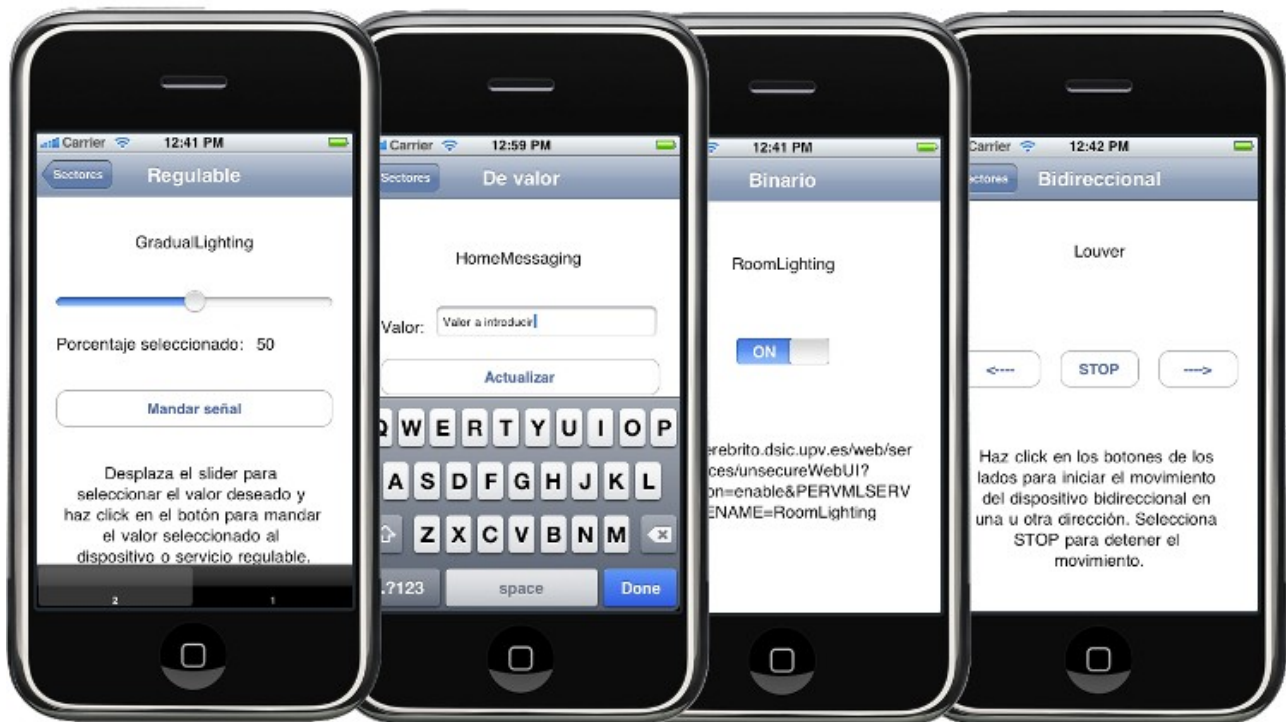 Carrier 12:41 PM
Sectores Regulable
GradualLighting
Porcentaje seleccionado: 50
Mandar señal
Desplaza el slider para
seleccionar el valor deseado y
haz click en el botón para mandar
el valor seleccionado al
dispositivo o servicio regulable.
2 1
Carrier 12:59 PM
Sectores De valor
HomeMessaging
Valor: Valor a introducir
Actualizar
Q W E R T Y U I O P
A S D F G H J K L
Z X C V B N M
.?123 space Done
12:41 PM
Binario
RoomLighting
ON
erebrito.dsic.upv.es/web/ser
ces/unsecureWebUI?
on=enable&PERVMLSERV
ENAME=RoomLighting
Carrier 12:42 PM
ectores Bidireccional
Louver
<---- STOP ---->
Haz click en los botones de los
lados para iniciar el movimiento
del dispositivo bidireccional en
una u otra dirección. Selecciona
STOP para detener el
movimiento.